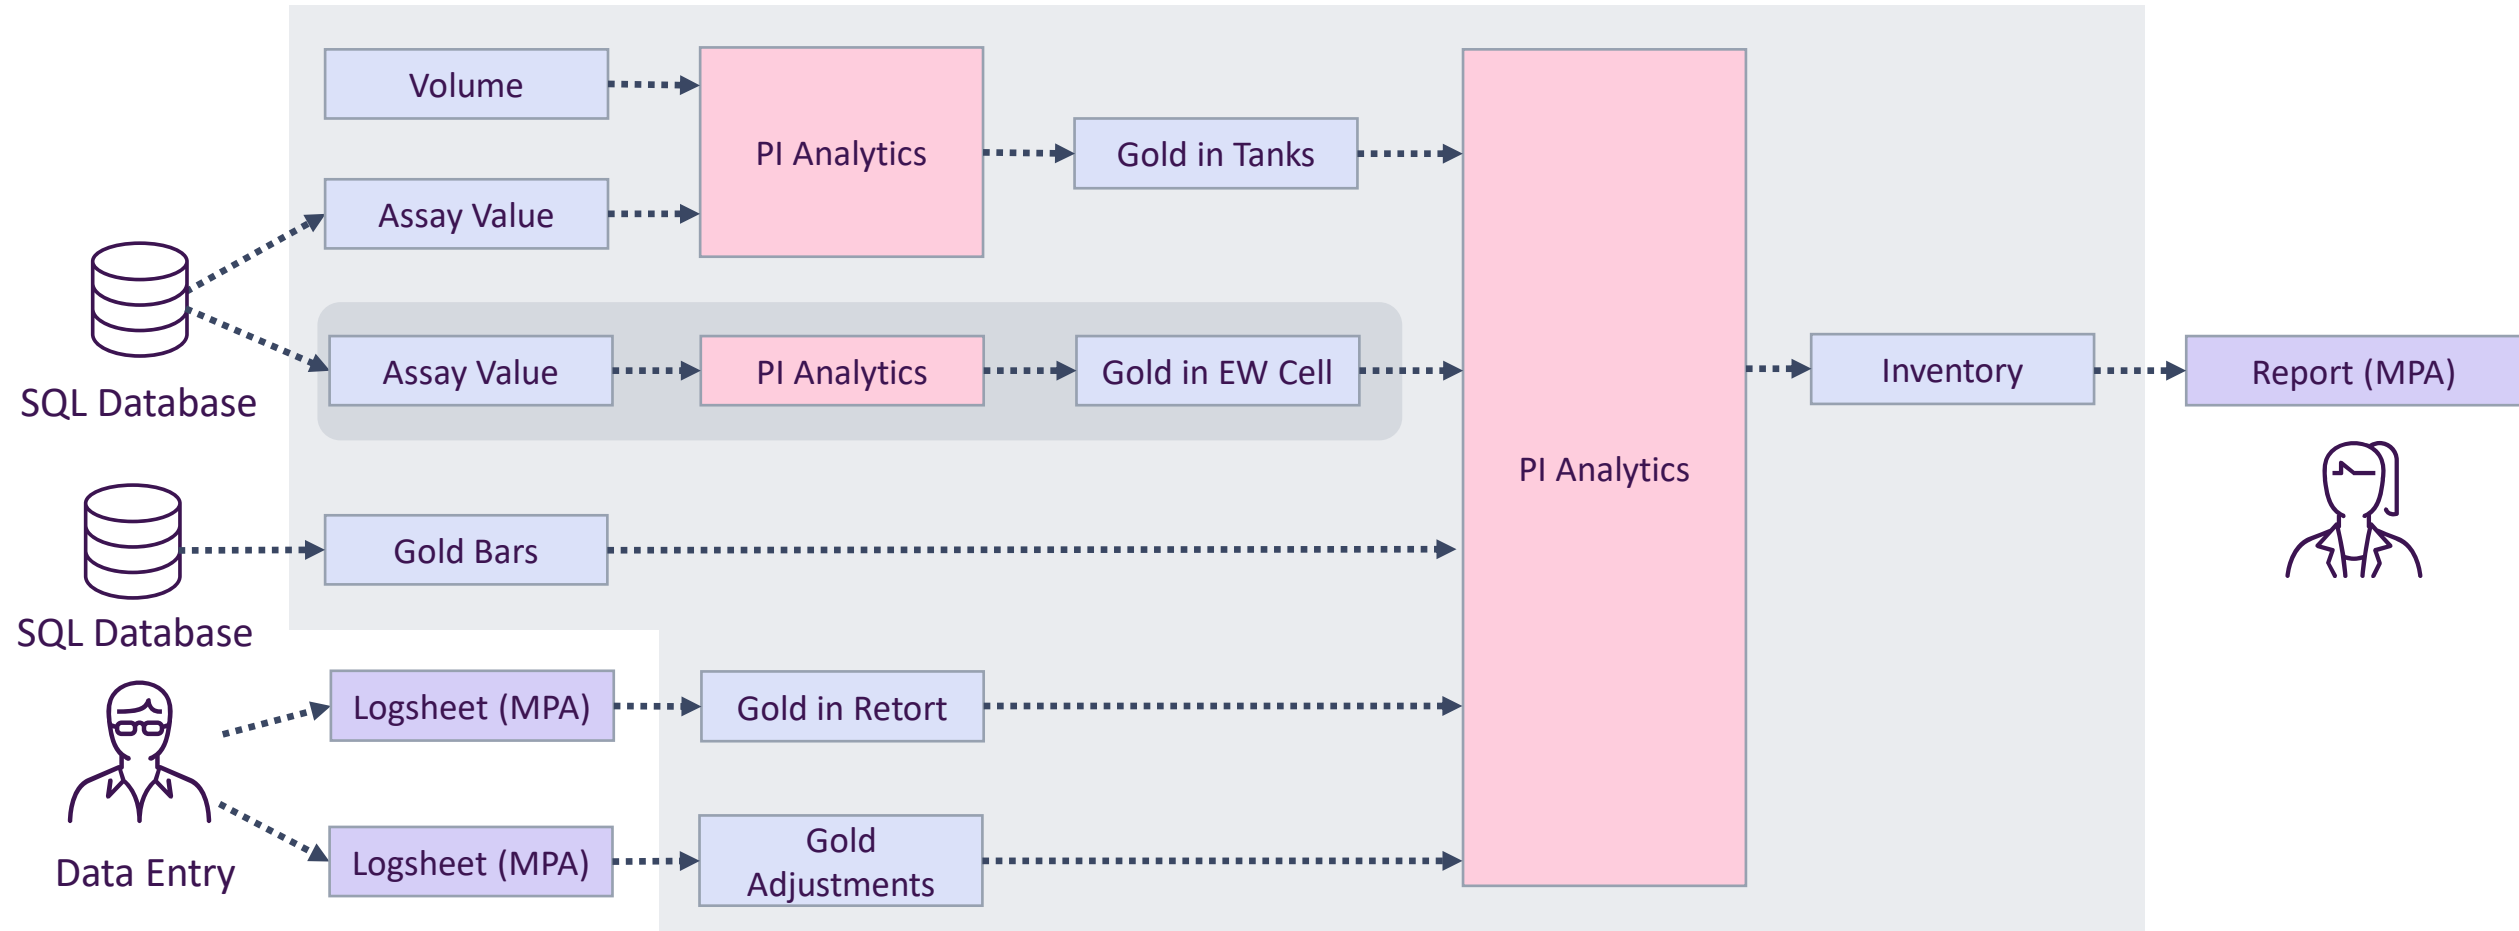 Volume
PI Analytics
Gold in Tanks
Assay Value
SQL Database
Assay Value
PI Analytics
Gold in EW Cell
PI Analytics
Inventory
Report (MPA)
SQL Database
Gold Bars
Data Entry
Logsheet (MPA)
Gold in Retort
Logsheet (MPA)
Gold
Adjustments